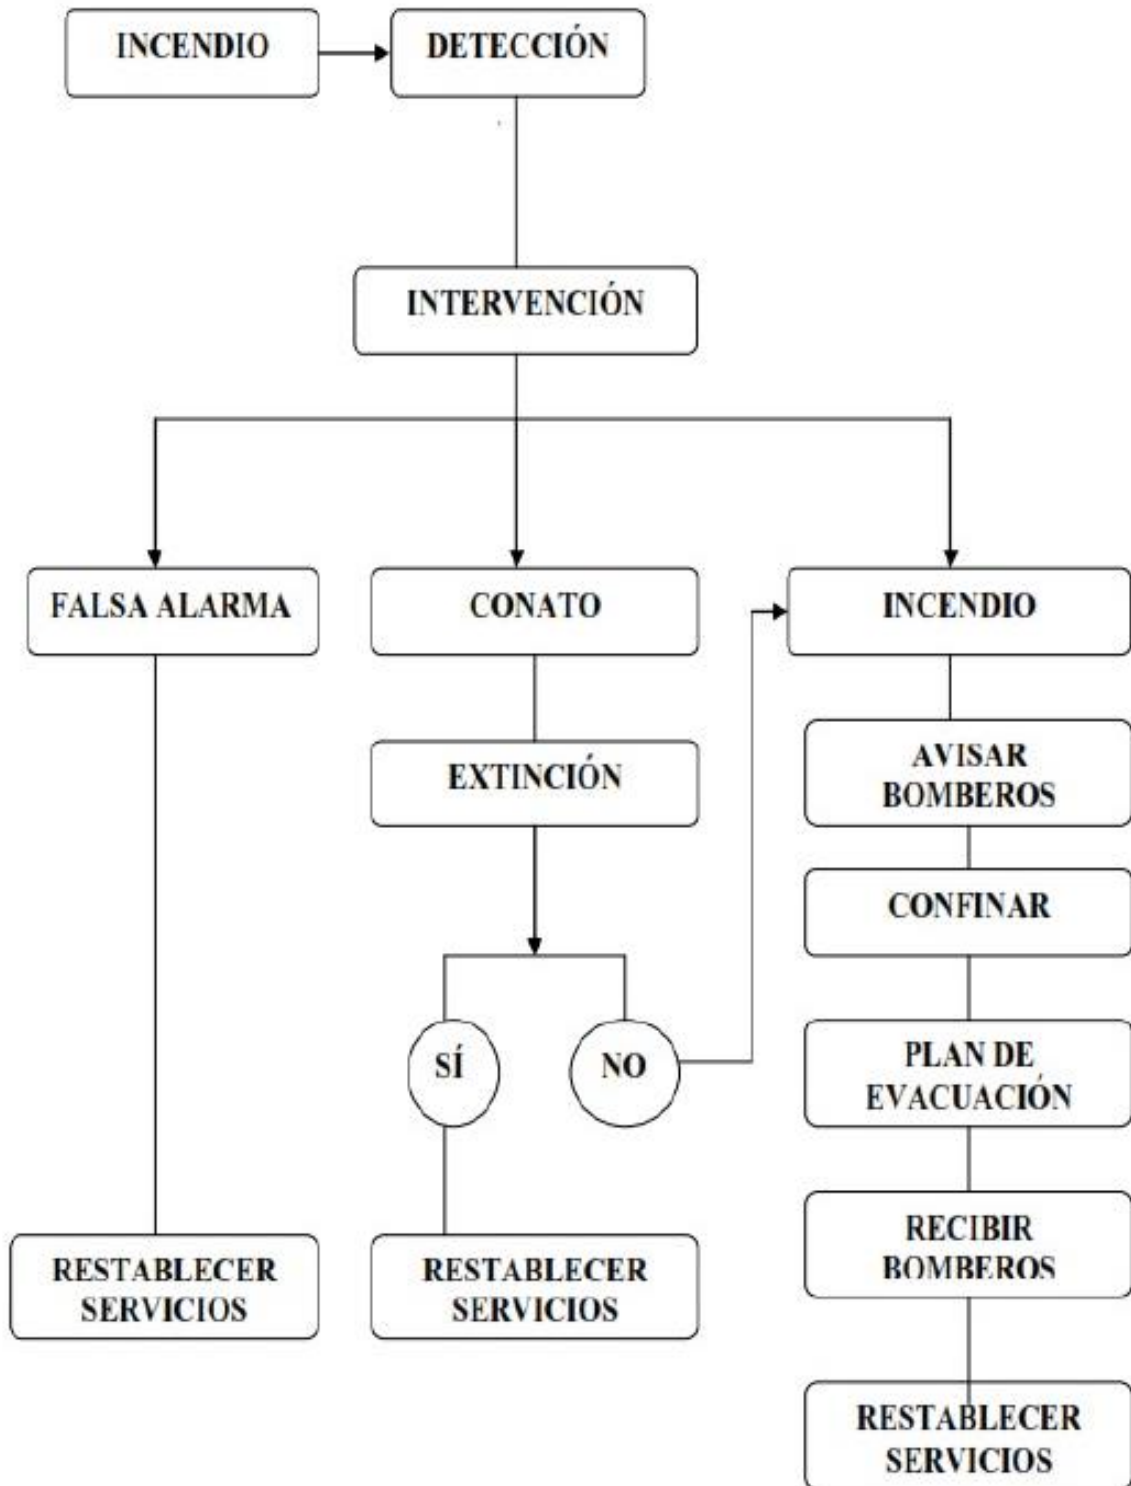 INCENDIO
DETECCIÓN
INTERVENCIÓN
FALSA ALARMA
CONATO
INCENDIO
EXTINCIÓN
AVISAR
BOMBEROS
CONFINAR
SÍ
NO
PLAN DE
EVACUACIÓN
RECIBIR
BOMBEROS
RESTABLECER
SERVICIOS
RESTABLECER
SERVICIOS
RESTABLECER
SERVICIOS